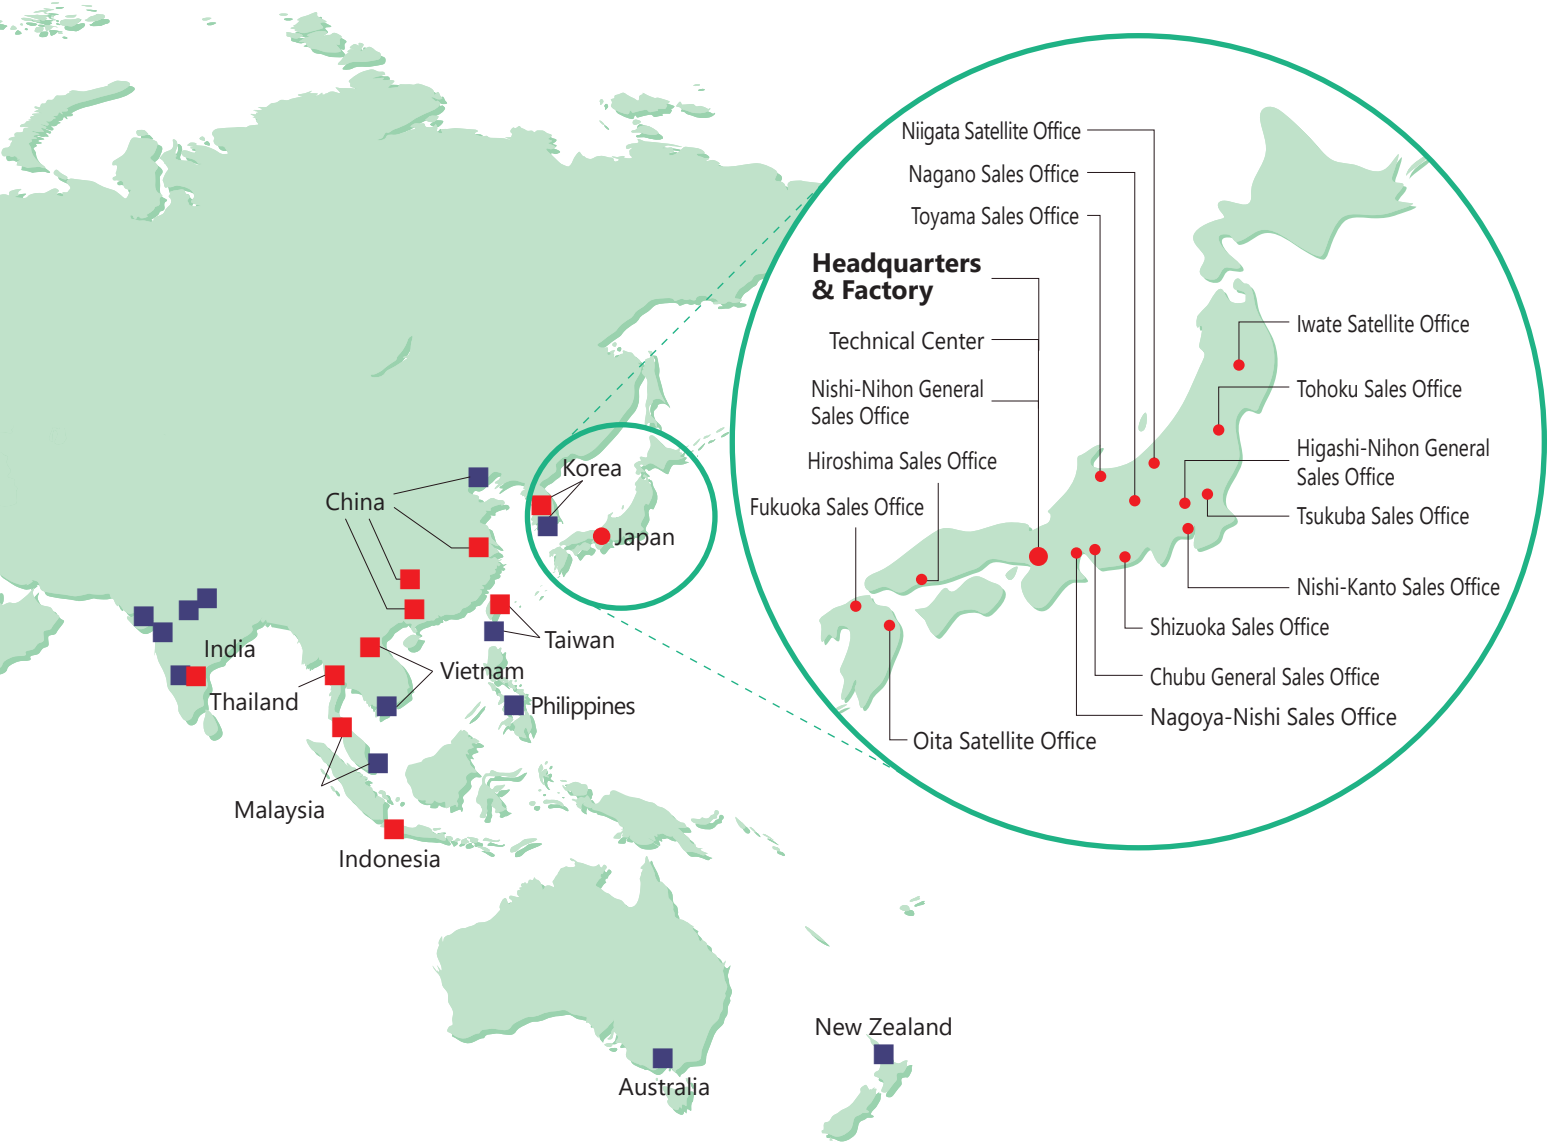 Niigata Satellite Office
Nagano Sales Office
Toyama Sales Office
Headquarters
& Factory
Technical Center
Nishi-Nihon General
Sales Office
Hiroshima Sales Office
Fukuoka Sales Office
Iwate Satellite Office
Tohoku Sales Office
Higashi-Nihon General
Sales Office
Tsukuba Sales Office
Nishi-Kanto Sales Office
Shizuoka Sales Office
Chubu General Sales Office
Nagoya-Nishi Sales Office
Oita Satellite Office
Korea
China
Japan
Taiwan
India
Vietnam
Thailand
Philippines
Malaysia
Indonesia
New Zealand
Australia